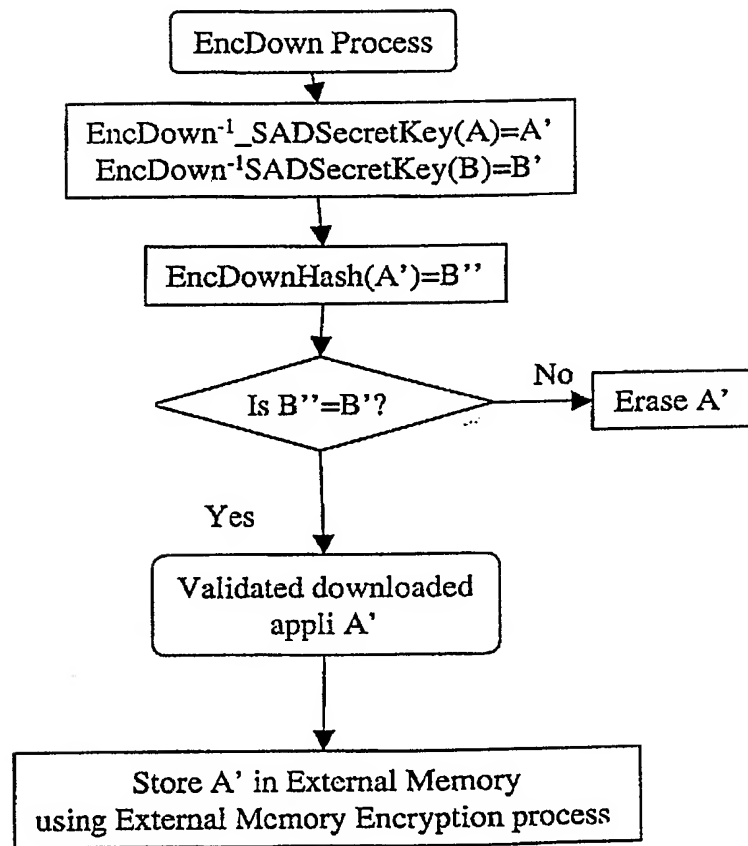 EncDown Process
EncDown⁻¹_SADSecretKey(A)=A'
EncDown⁻¹SADSecretKey(B)=B'
EncDownHash(A')=B''
Is B''=B'?
No
Erase A'
Yes
Validated downloaded
appli A'
Store A' in External Memory
using External Memory Encryption process